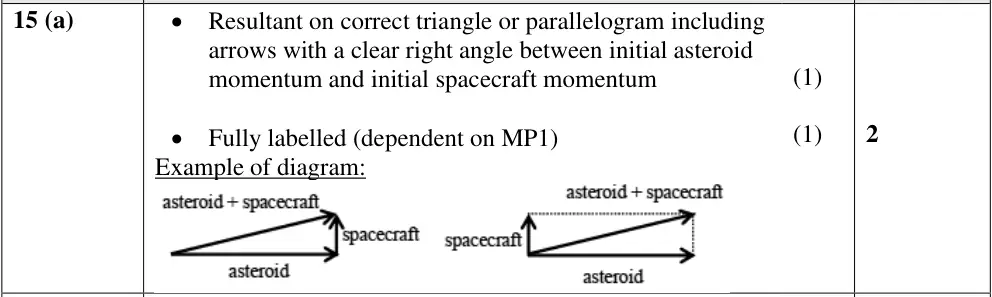 15 (a)
• Resultant on correct triangle or parallelogram including
arrows with a clear right angle between initial asteroid
momentum and initial spacecraft momentum (1)
• Fully labelled (dependent on MP1) (1) 2
Example of diagram:
asteroid + spacecraft
spacecraft
asteroid
asteroid + spacecraft
spacecraft
asteroid